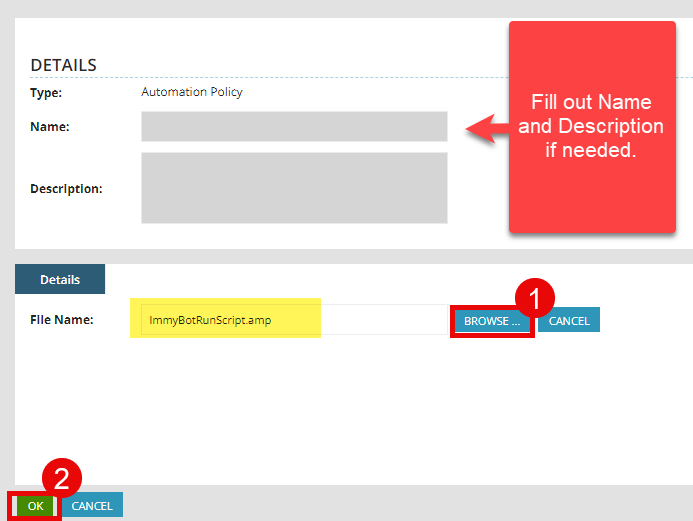 DETAILS
Type: Automation Policy
Name:
Fill out Name
and Description
if needed.
Description:
Details
1
File Name: ImmyBotRunScript.amp BROWSE ... CANCEL
2
OK CANCEL